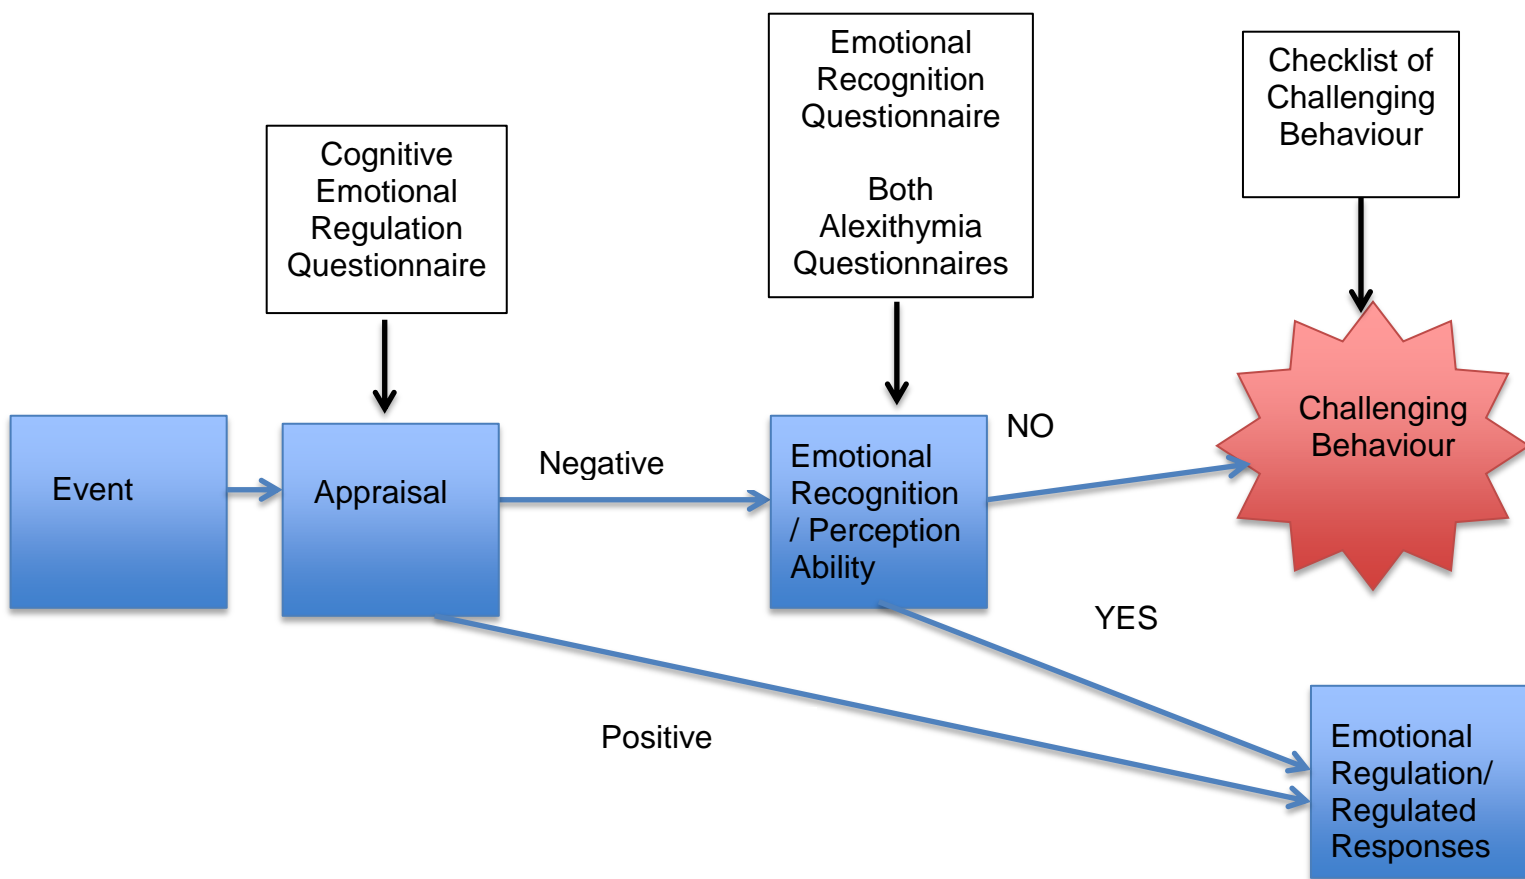 Emotional
Recognition
Questionnaire
Both
Alexithymia
Questionnaires
Checklist of
Challenging
Behaviour
Cognitive
Emotional
Regulation
Questionnaire
Event
Appraisal
Negative
Emotional
Recognition
/ Perception
Ability
NO
Challenging
Behaviour
YES
Positive
Emotional
Regulation/
Regulated
Responses